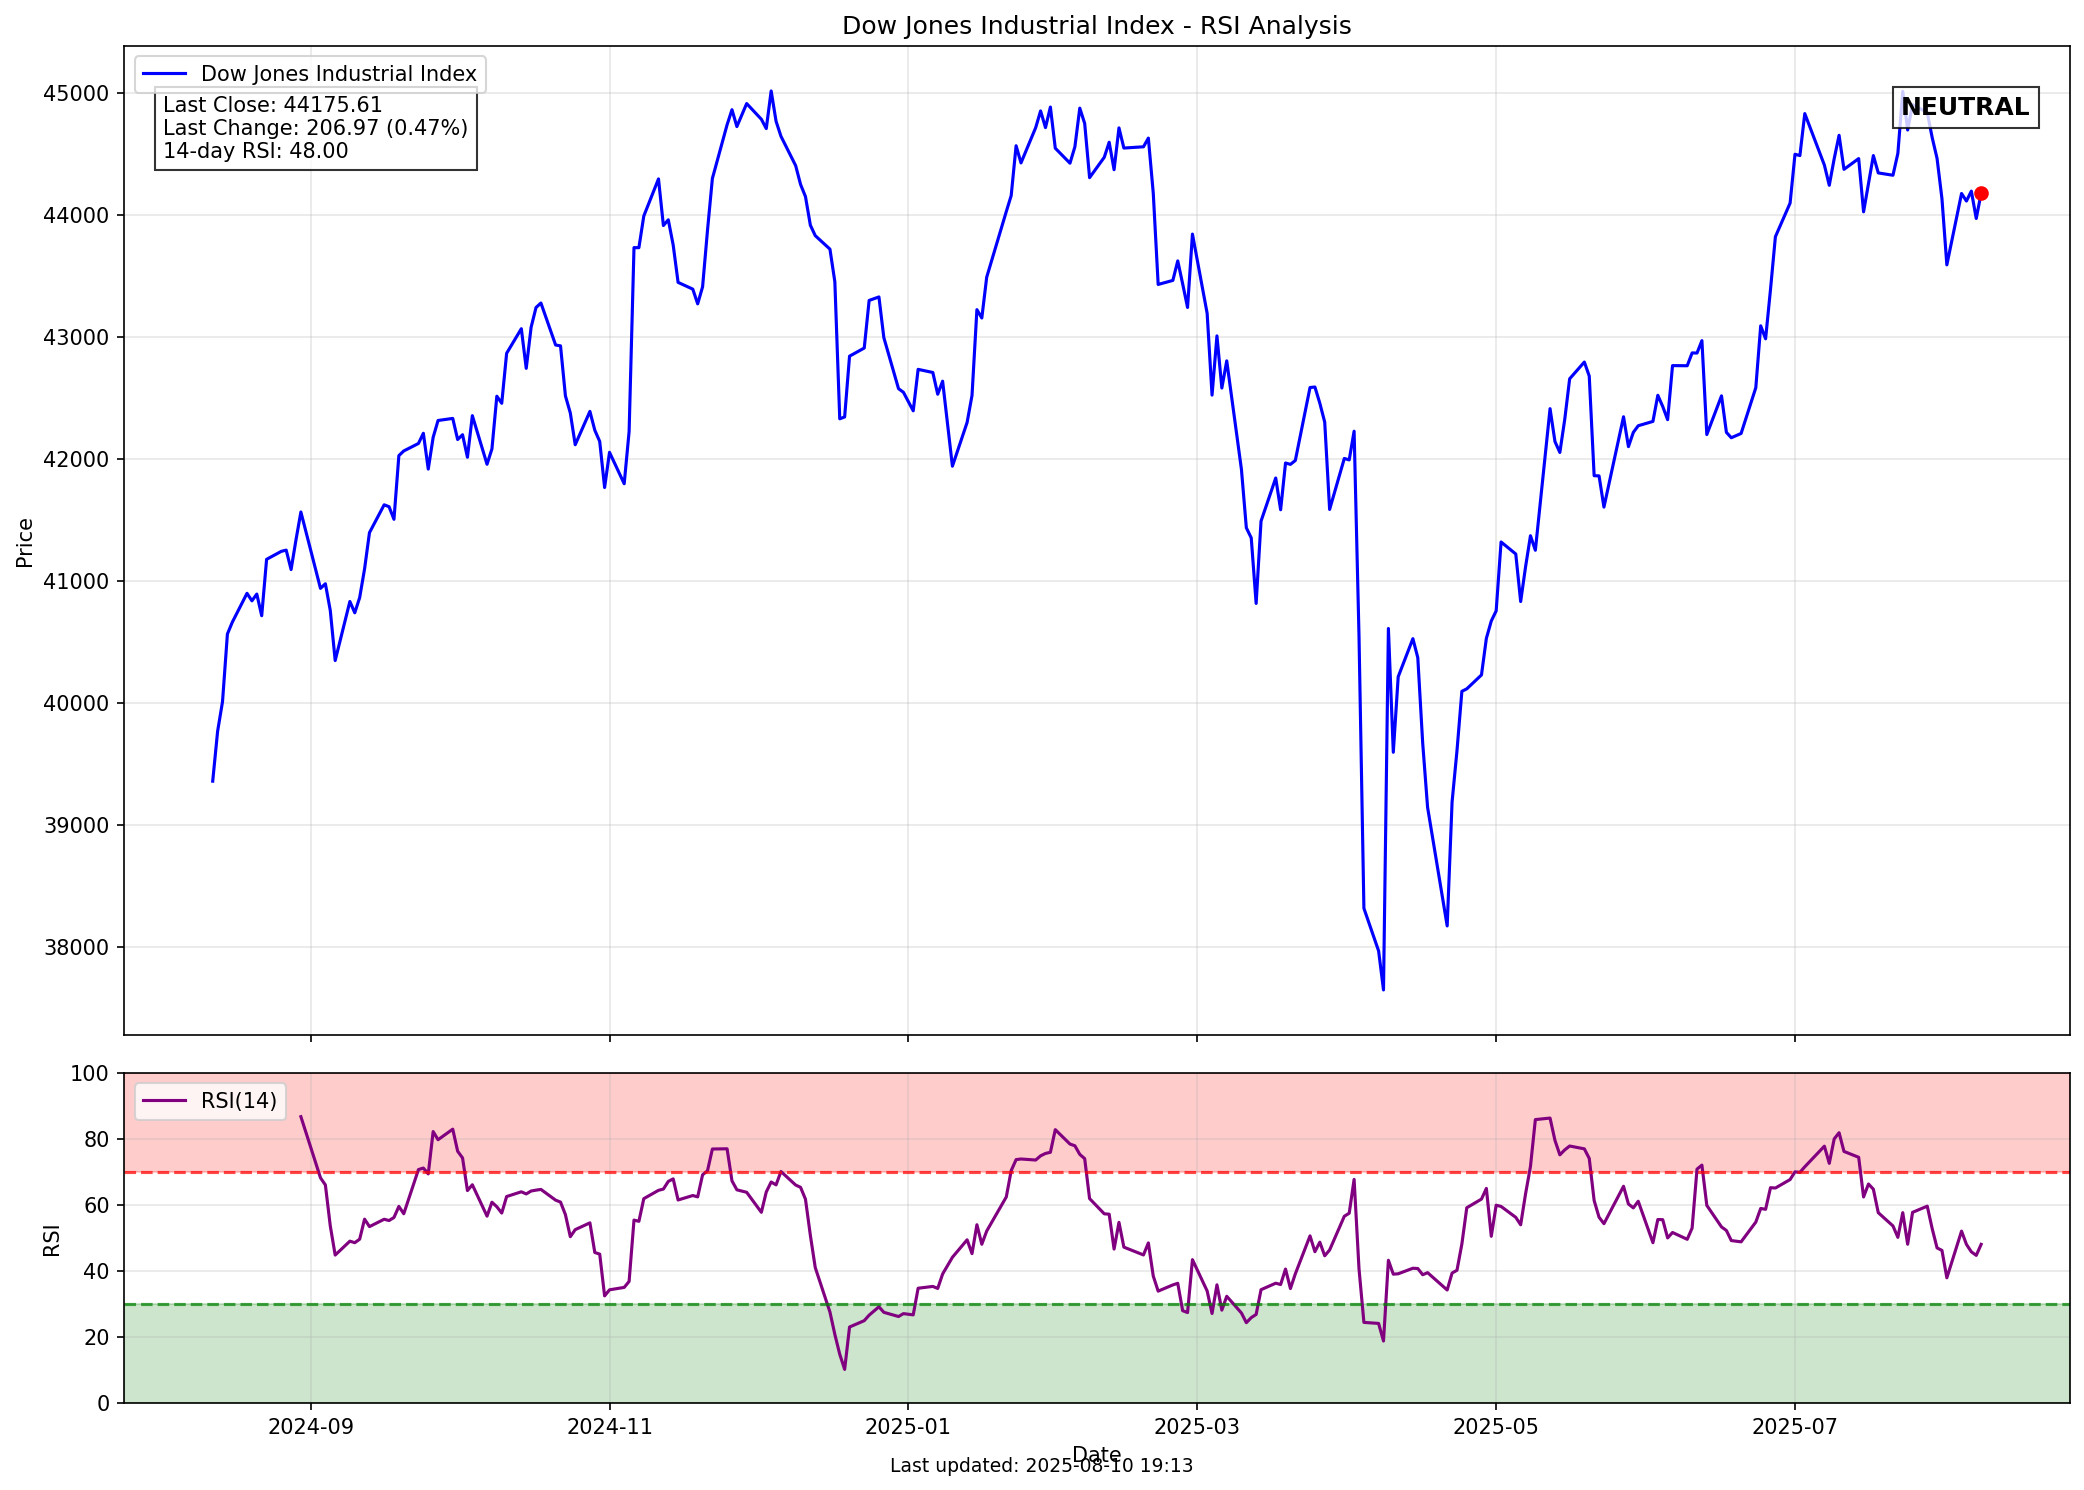 Dow Jones Industrial Index - RSI Analysis
Dow Jones Industrial Index
Last Close: 44175.61
Last Change: 206.97 (0.47%)
14-day RSI: 48.00
NEUTRAL
Price
45000
44000
43000
42000
41000
40000
39000
38000
RSI(14)
RSI
100
80
60
40
20
0
2024-09
2024-11
2025-01
2025-03
2025-05
2025-07
Date
Last updated: 2025-08-10 19:13